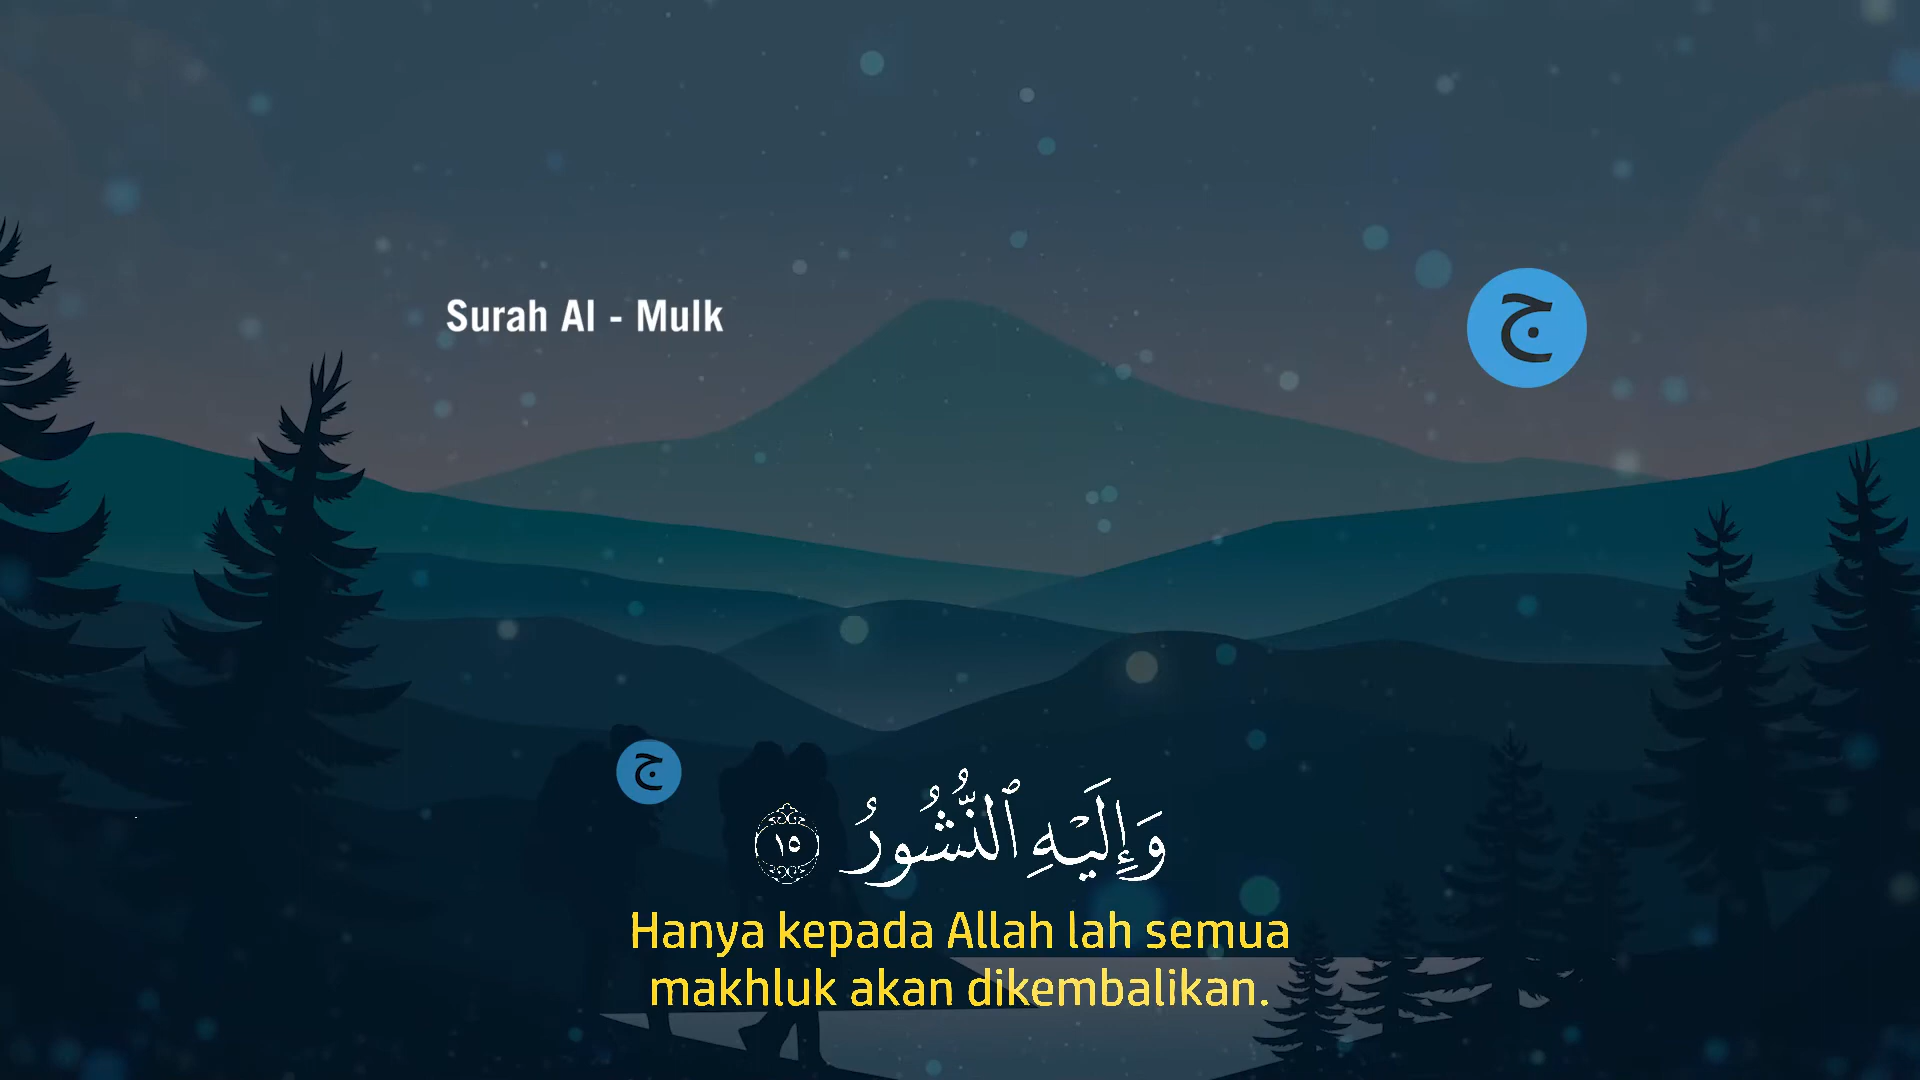 Surah Al - Mulk
ج
ج
وَإِلَيْهِ ٱلنُّشُورُ ١٥
Hanya kepada Allah lah semua
makhluk akan dikembalikan.